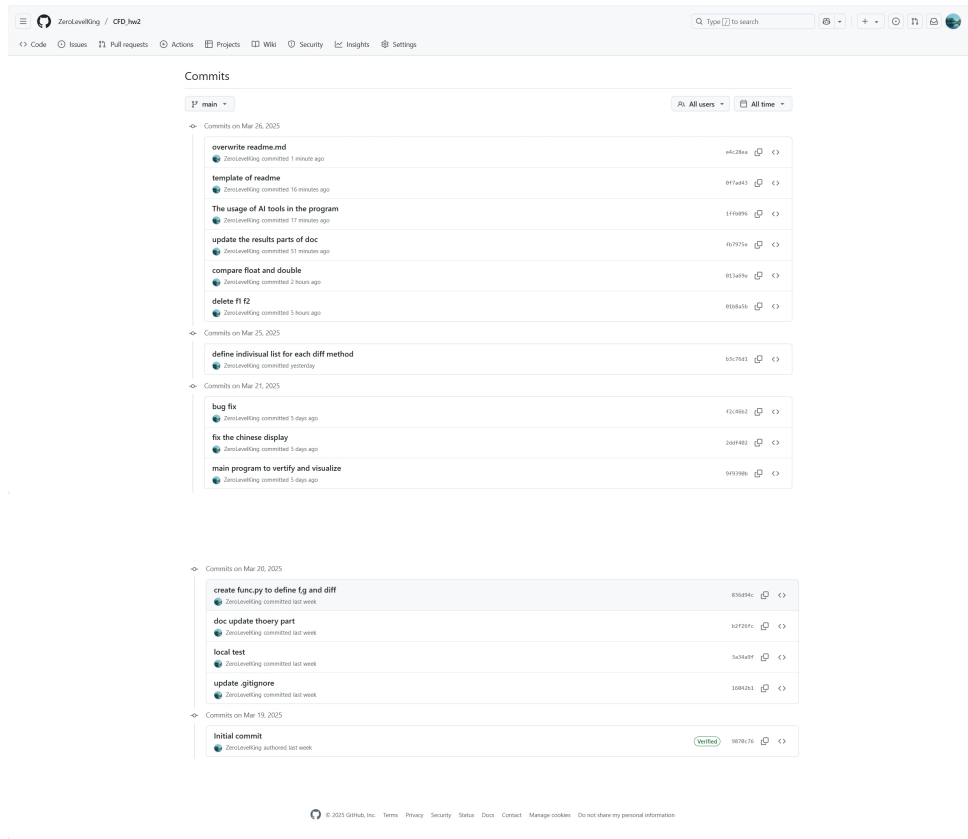 ZeroLevelKing / CFD_hw2
Type / to search
Code Issues Pull requests Actions Projects Wiki Security Insights Settings
Commits
main
All users All time
Commits on Mar 26, 2025
overwrite readme.md
ZeroLevelKing committed 1 minute ago
e4c28aa
template of readme
ZeroLevelKing committed 16 minutes ago
0f7ad43
The usage of AI tools in the program
ZeroLevelKing committed 17 minutes ago
1ffb096
update the results parts of doc
ZeroLevelKing committed 51 minutes ago
fb7975e
compare float and double
ZeroLevelKing committed 2 hours ago
013a69a
delete f1 f2
ZeroLevelKing committed 5 hours ago
01b8a5b
Commits on Mar 25, 2025
define indivisual list for each diff method
ZeroLevelKing committed yesterday
b3c76d1
Commits on Mar 21, 2025
bug fix
ZeroLevelKing committed 5 days ago
f2c46b2
fix the chinese display
ZeroLevelKing committed 5 days ago
2ddf402
main program to vertify and visualize
ZeroLevelKing committed 5 days ago
9f9390b
Commits on Mar 20, 2025
create func.py to define f,g and diff
ZeroLevelKing committed last week
836d94c
doc update thoery part
ZeroLevelKing committed last week
b2f26fc
local test
ZeroLevelKing committed last week
3a34a9f
update .gitignore
ZeroLevelKing committed last week
16042b1
Commits on Mar 19, 2025
Initial commit
ZeroLevelKing authored last week
Verified 9870c76
© 2025 GitHub, Inc. Terms Privacy Security Status Docs Contact Manage cookies Do not share my personal information